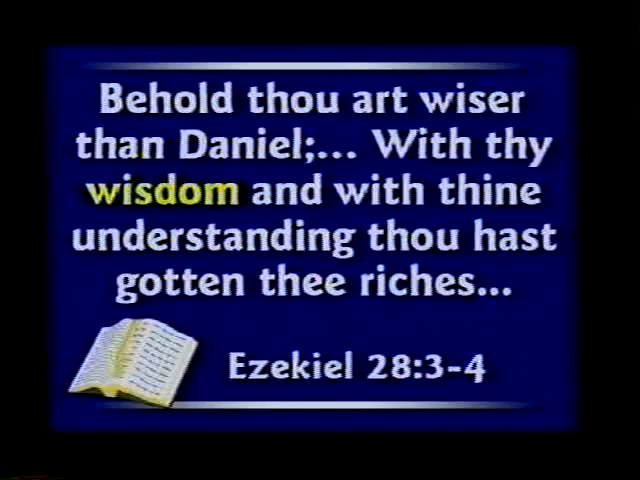 Behold thou art wiser
than Daniel;... With thy
wisdom and with thine
understanding thou hast
gotten thee riches...
Ezekiel 28:3-4